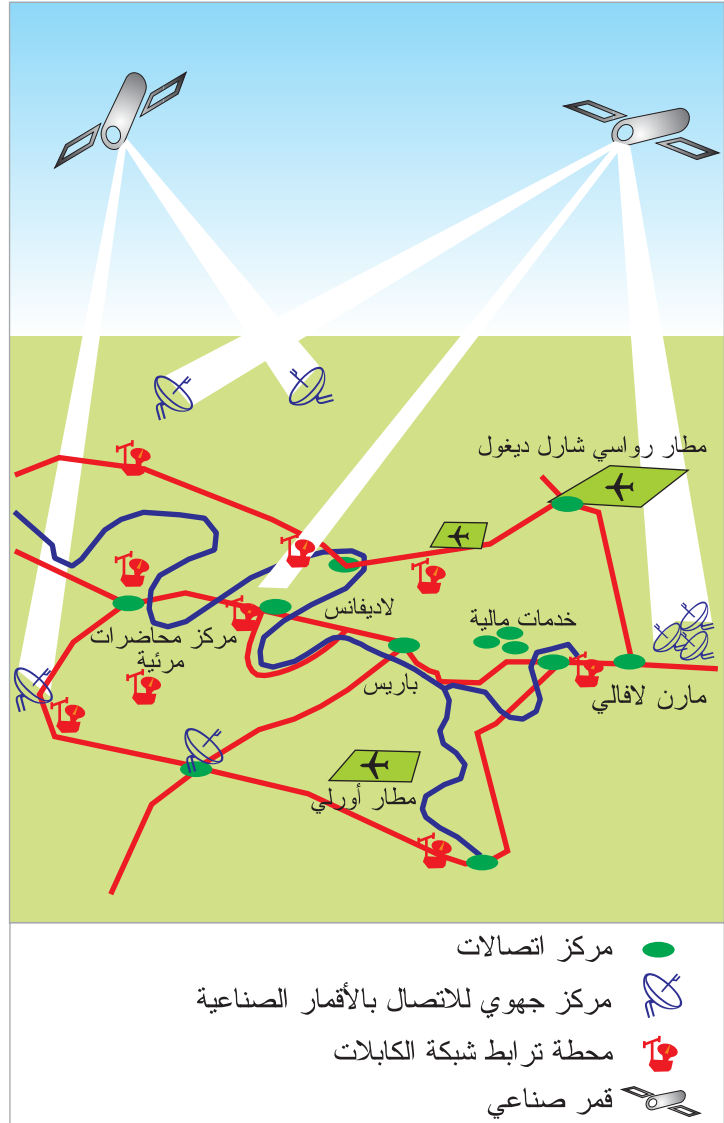 مطار رواسي شارل ديغول
لاديفانس
خدمات مالية
مركز محاضرات
مرئية
باريس
مارن لافالي
مطار أورلي
مركز اتصالات
مركز جهوي للاتصال بالأقمار الصناعية
محطة ترابط شبكة الكابلات
قمر صناعي